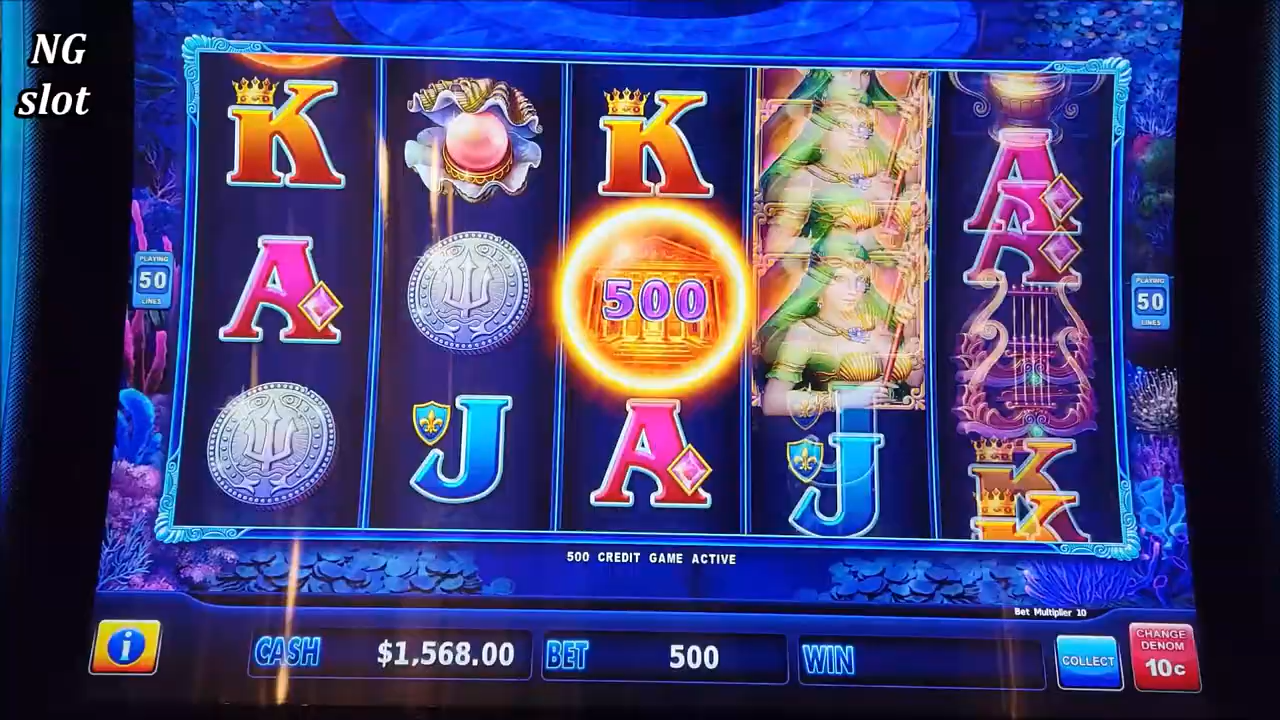 NG
slot
K
K
A
A
PLAYING
50
LINES
A
500
PLAYING
50
LINES
J
A
J
K
K
500 CREDIT GAME ACTIVE
Bet Multiplier 10
i
CASH $1,568.00
BET 500
WIN
COLLECT
CHANGE
DENOM
10c